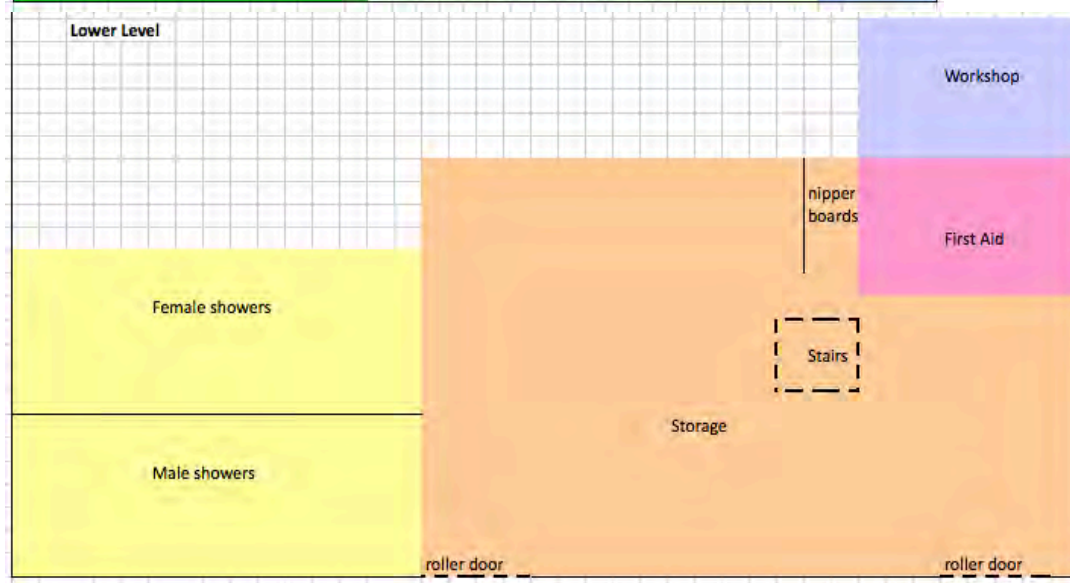 Lower Level
Workshop
nipper
boards
First Aid
Female showers
Stairs
Storage
Male showers
roller door
roller door